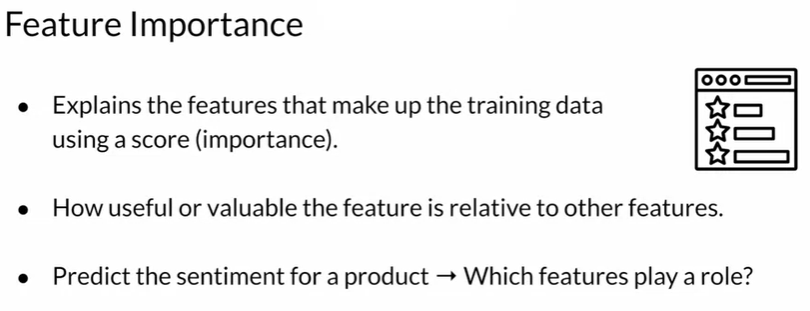 Feature Importance
● Explains the features that make up the training data
using a score (importance).
● How useful or valuable the feature is relative to other features.
● Predict the sentiment for a product → Which features play a role?